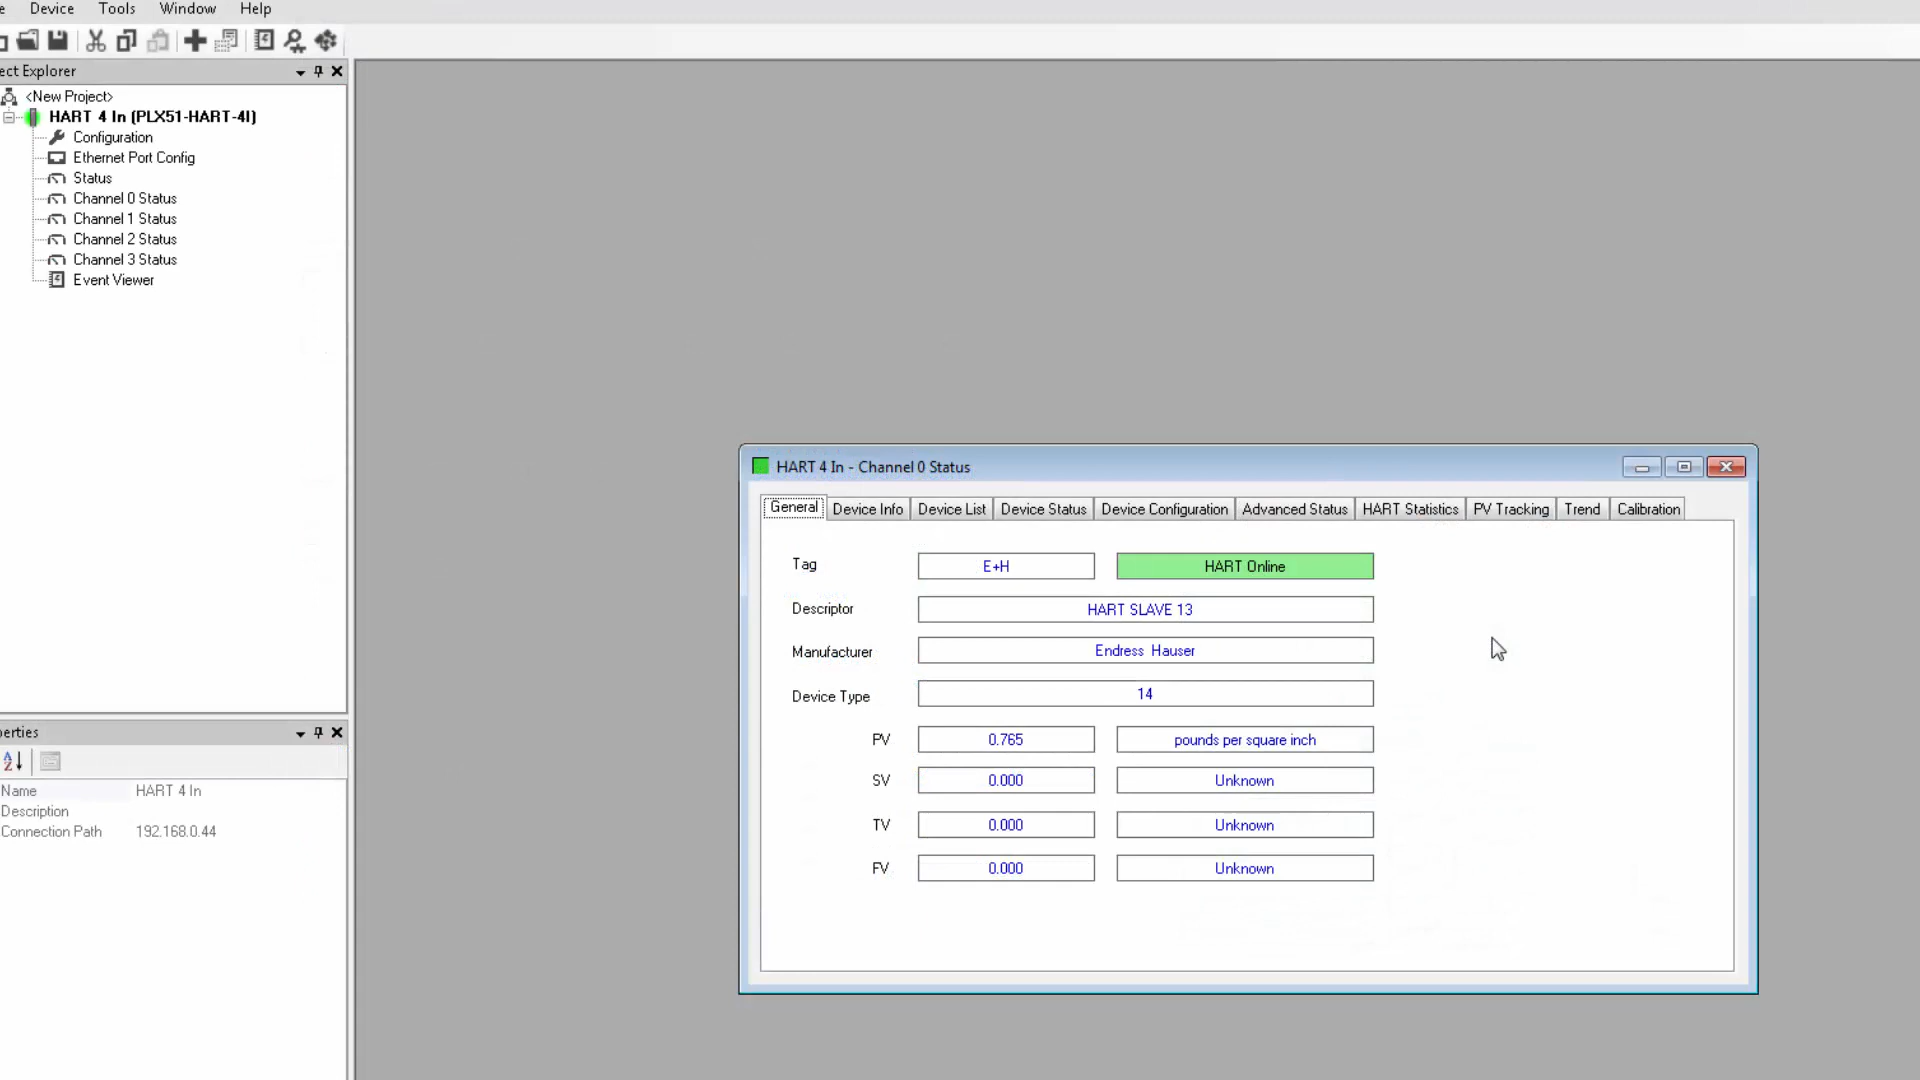 e Device Tools Window Help
ect Explorer
<New Project>
HART 4 In (PLX51-HART-4I)
Configuration
Ethernet Port Config
Status
Channel 0 Status
Channel 1 Status
Channel 2 Status
Channel 3 Status
Event Viewer
perties
Name HART 4 In
Description
Connection Path 192.168.0.44
HART 4 In - Channel 0 Status
General Device Info Device List Device Status Device Configuration Advanced Status HART Statistics PV Tracking Trend Calibration
Tag E+H HART Online
Descriptor HART SLAVE 13
Manufacturer Endress Hauser
Device Type 14
PV 0.765 pounds per square inch
SV 0.000 Unknown
TV 0.000 Unknown
FV 0.000 Unknown